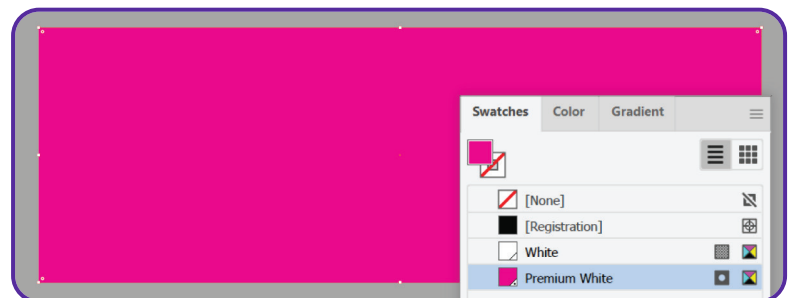 Swatches Color Gradient
[None]
[Registration]
White
Premium White